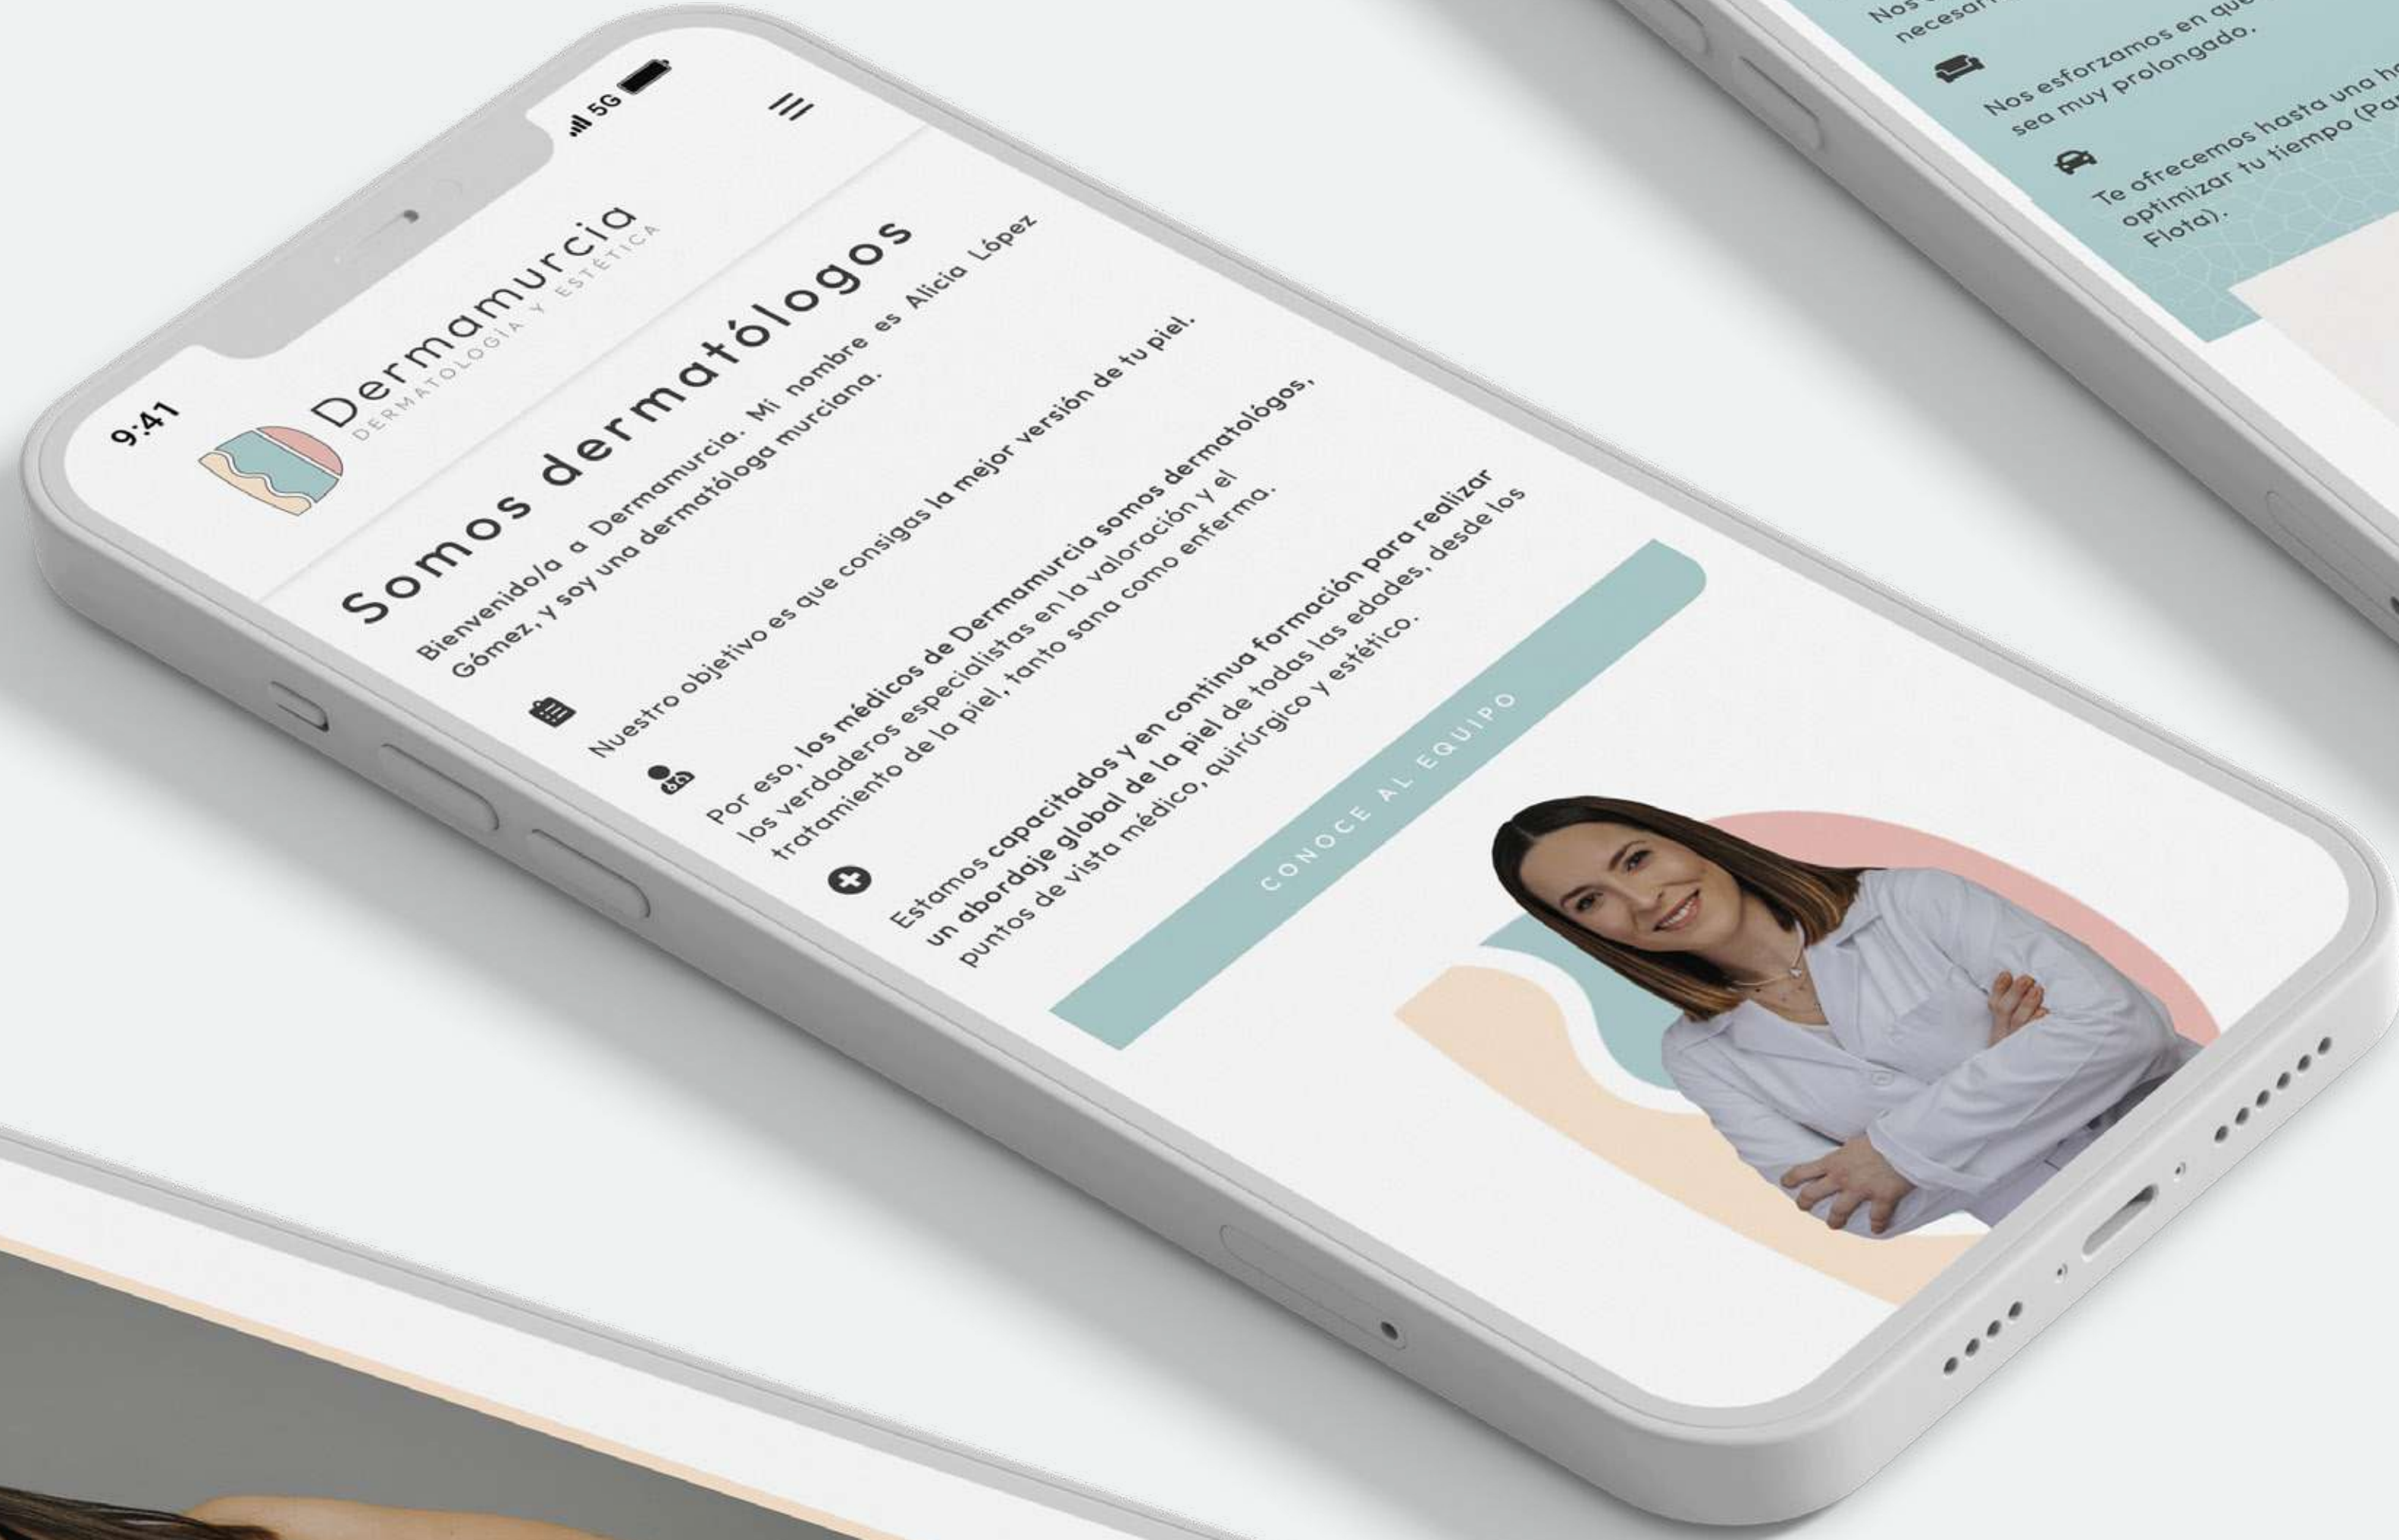 9:41
5G
Dermamurcia
DERMATOLOGÍA Y ESTÉTICA
Somos dermatólogos
Bienvenido/a a Dermamurcia. Mi nombre es Alicia López
Gómez, y soy una dermatóloga murciana.
Nuestro objetivo es que consigas la mejor versión de tu piel.
Por eso, los médicos de Dermamurcia somos dermatológos,
los verdaderos especialistas en la valoración y el
tratamiento de la piel, tanto sana como enferma.
Estamos capacitados y en continua formación para realizar
un abordaje global de la piel de todas las edades, desde los
puntos de vista médico, quirúrgico y estético.
CONOCE AL EQUIPO
Nos esforzamos en que
sea muy prolongado.
Te ofrecemos hasta una
optimizar tu tiempo
Flota).